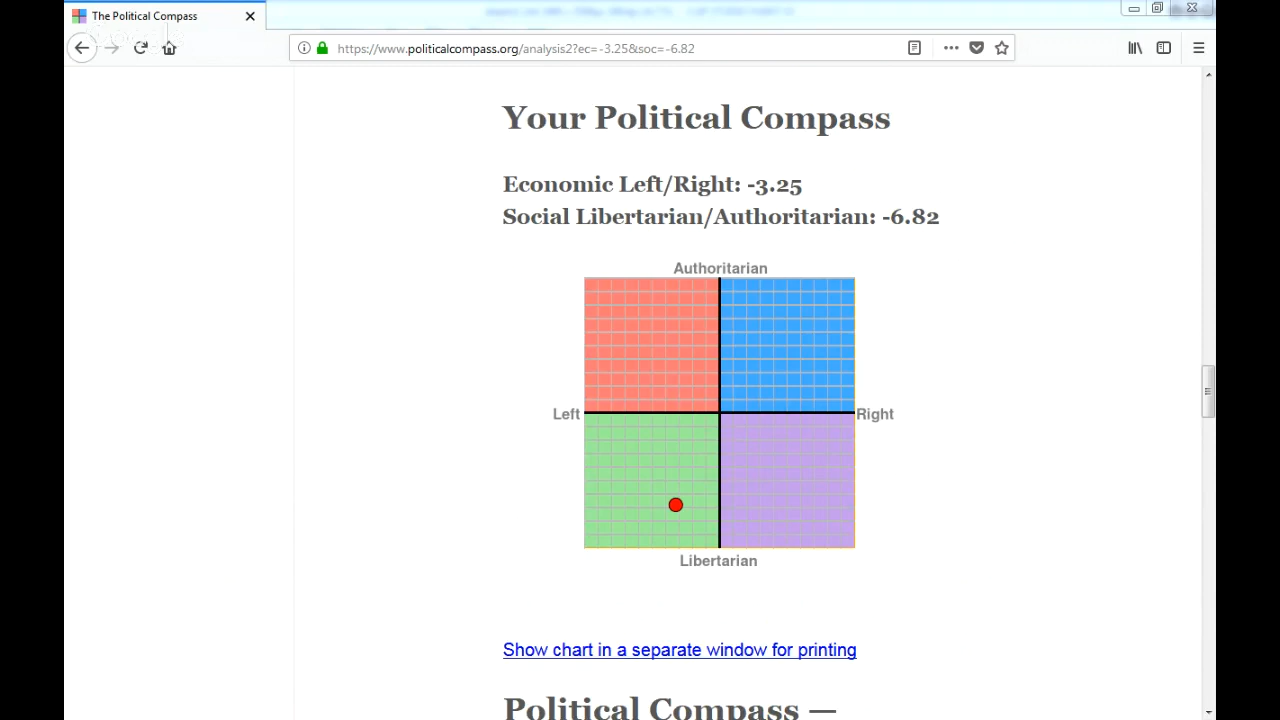 The Political Compass
https://www.politicalcompass.org/analysis2?ec=-3.25&soc=-6.82
Your Political Compass
Economic Left/Right: -3.25
Social Libertarian/Authoritarian: -6.82
Authoritarian
Left
Right
Libertarian
Show chart in a separate window for printing
Political Compass —